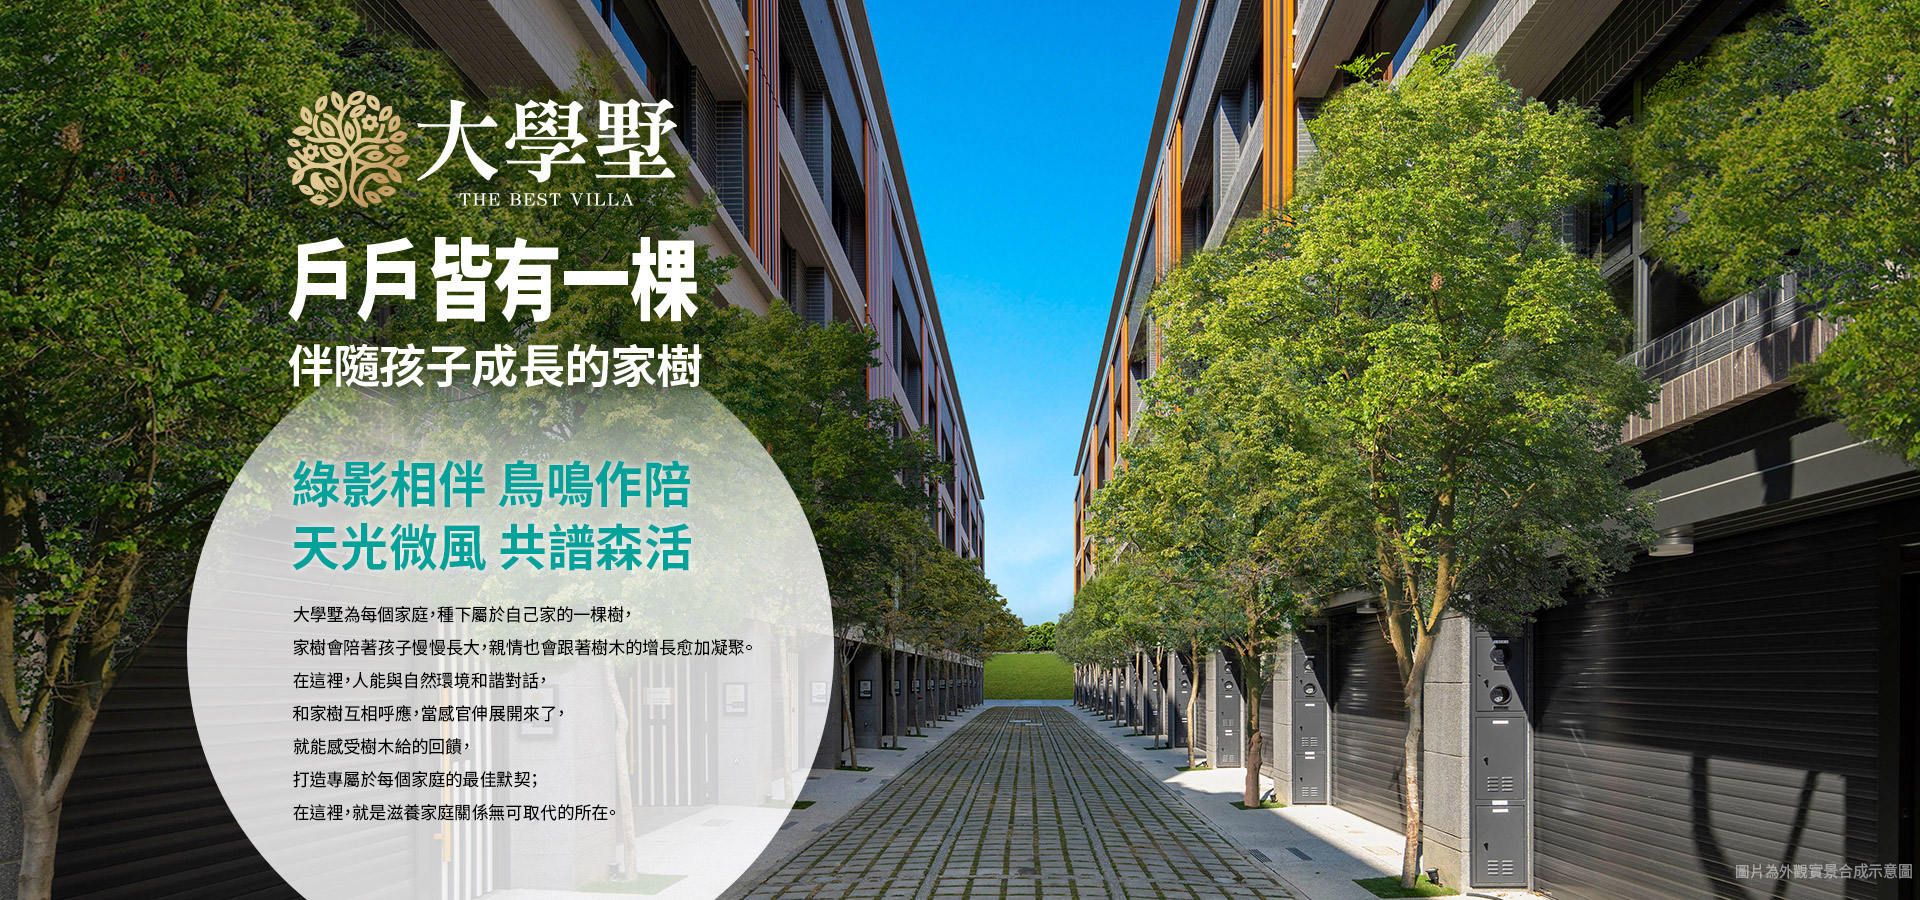 大學墅
THE BEST VILLA
戶戶皆有一棵
伴隨孩子成長的家樹
綠影相伴 鳥鳴作陪
天光微風 共譜森活
大學墅為每個家庭，種下屬於自己家的一棵樹，
家樹會陪著孩子慢慢長大，親情也會跟著樹木的增長愈加凝聚。
在這裡，人能與自然環境和諧對話，
和家樹互相呼應，當感官伸展開來了，
就能感受樹木給的回饋，
打造專屬於每個家庭的最佳默契；
在這裡，就是滋養家庭關係無可取代的所在。
圖片為外觀實景合成示意圖